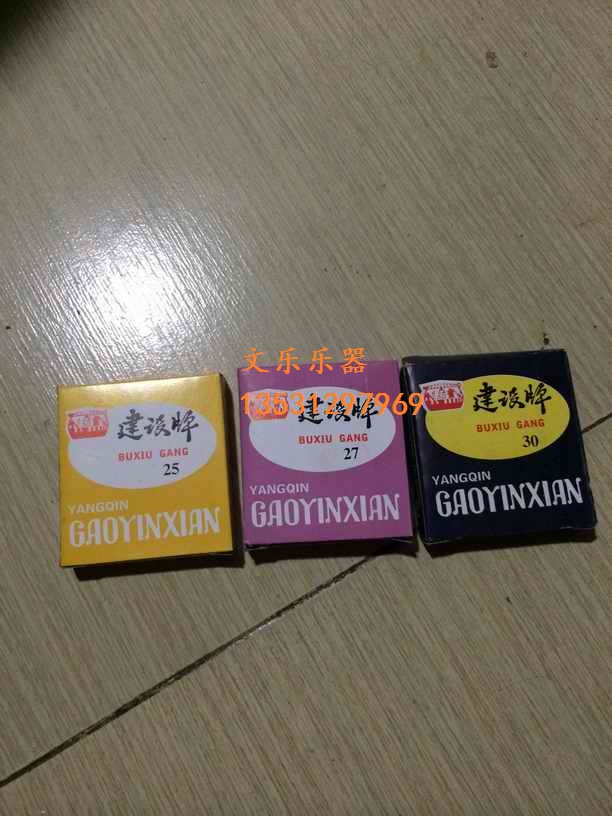 文乐乐器
13531297969
建设牌
BUXIU GANG
25
YANGQIN
GAOYINXIAN
建设牌
BUXIU GANG
27
YANGQIN
GAOYINXIAN
建设牌
BUXIU GANG
30
YANGQIN
GAOYINXIAN